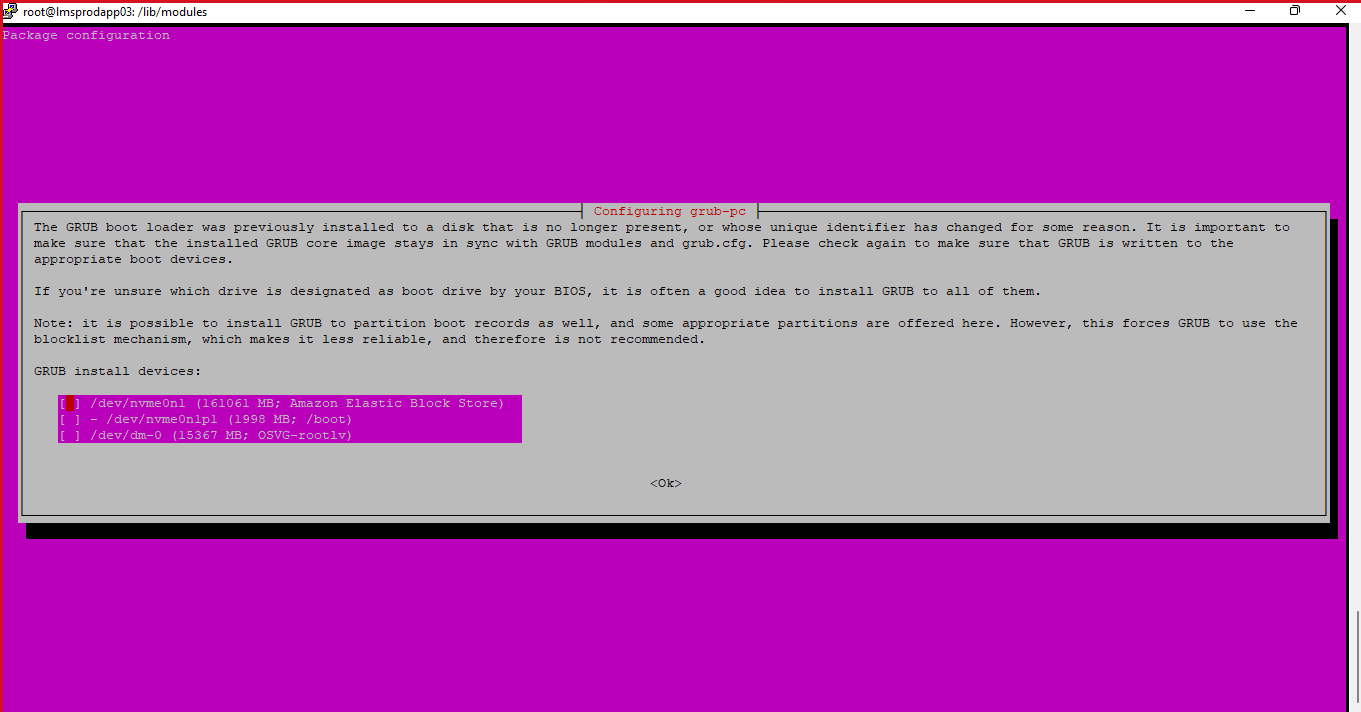 root@lmsprodapp03: /lib/modules
Package configuration
Configuring grub-pc
The GRUB boot loader was previously installed to a disk that is no longer present, or whose unique identifier has changed for some reason. It is important to
make sure that the installed GRUB core image stays in sync with GRUB modules and grub.cfg. Please check again to make sure that GRUB is written to the
appropriate boot devices.
If you're unsure which drive is designated as boot drive by your BIOS, it is often a good idea to install GRUB to all of them.
Note: it is possible to install GRUB to partition boot records as well, and some appropriate partitions are offered here. However, this forces GRUB to use the
blocklist mechanism, which makes it less reliable, and therefore is not recommended.
GRUB install devices:
[ ] /dev/nvme0n1 (161061 MB; Amazon Elastic Block Store)
[ ] - /dev/nvme0n1p1 (1998 MB; /boot)
[ ] /dev/dm-0 (15367 MB; OSVG-rootlv)
<Ok>